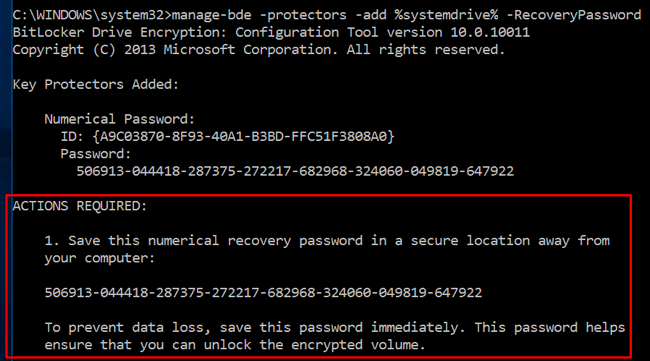 C:\WINDOWS\system32>manage-bde -protectors -add %systemdrive% -RecoveryPassword
BitLocker Drive Encryption: Configuration Tool version 10.0.10011
Copyright (C) 2013 Microsoft Corporation. All rights reserved.
Key Protectors Added:
Numerical Password:
ID: {A9C03870-8F93-40A1-B3BD-FFC51F3808A0}
Password:
506913-044418-287375-272217-682968-324060-049819-647922
ACTIONS REQUIRED:
1. Save this numerical recovery password in a secure location away from
your computer:
506913-044418-287375-272217-682968-324060-049819-647922
To prevent data loss, save this password immediately. This password helps
ensure that you can unlock the encrypted volume.